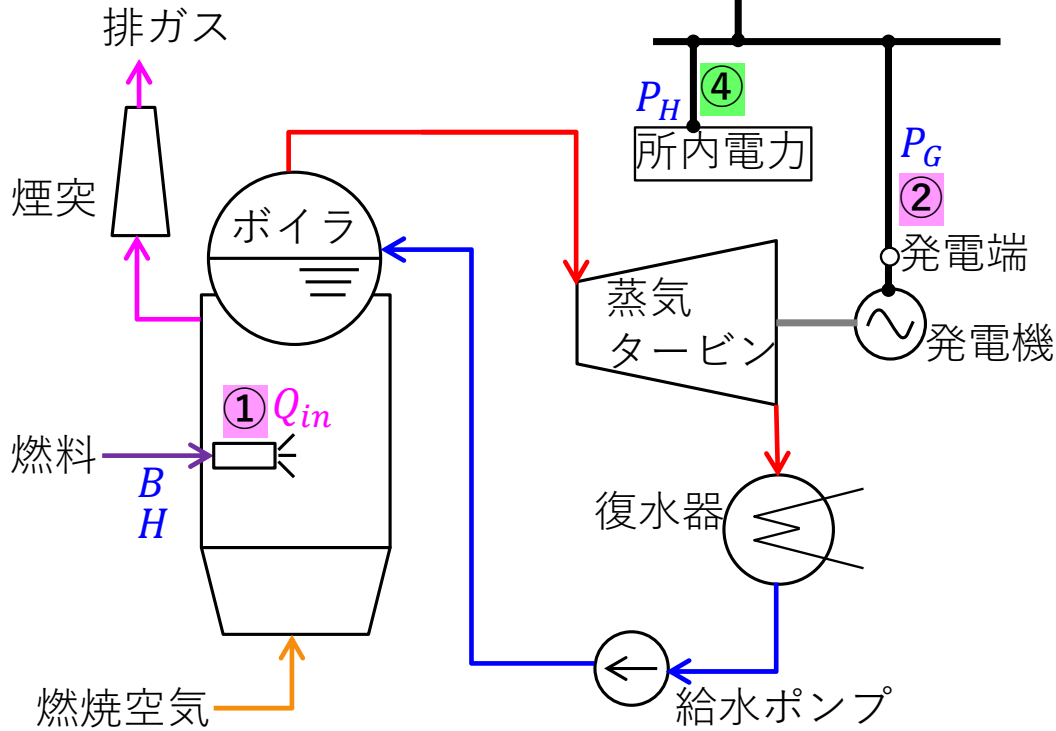 排ガス
④
P_H
所内電力
P_G
②
煙突
ボイラ
発電端
蒸気
タービン
発電機
① Q_in
燃料
B
H
復水器
燃焼空気
給水ポンプ